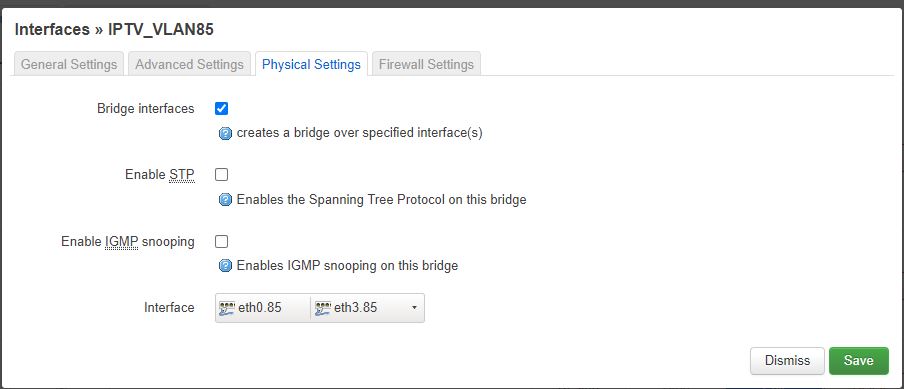 Interfaces » IPTV_VLAN85
General Settings Advanced Settings Physical Settings Firewall Settings
Bridge interfaces
creates a bridge over specified interface(s)
Enable STP
Enables the Spanning Tree Protocol on this bridge
Enable IGMP snooping
Enables IGMP snooping on this bridge
Interface eth0.85 eth3.85
Dismiss Save